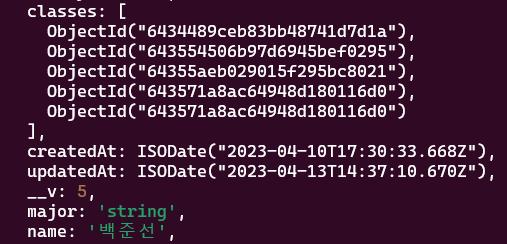 classes: [
ObjectId("6434489ceb83bb48741d7d1a"),
ObjectId("643554506b97d6945bef0295"),
ObjectId("64355aeb029015f295bc8021"),
ObjectId("643571a8ac64948d180116d0"),
ObjectId("643571a8ac64948d180116d0")
],
createdAt: ISODate("2023-04-10T17:30:33.668Z"),
updatedAt: ISODate("2023-04-13T14:37:10.670Z"),
__v: 5,
major: 'string',
name: '백준선',